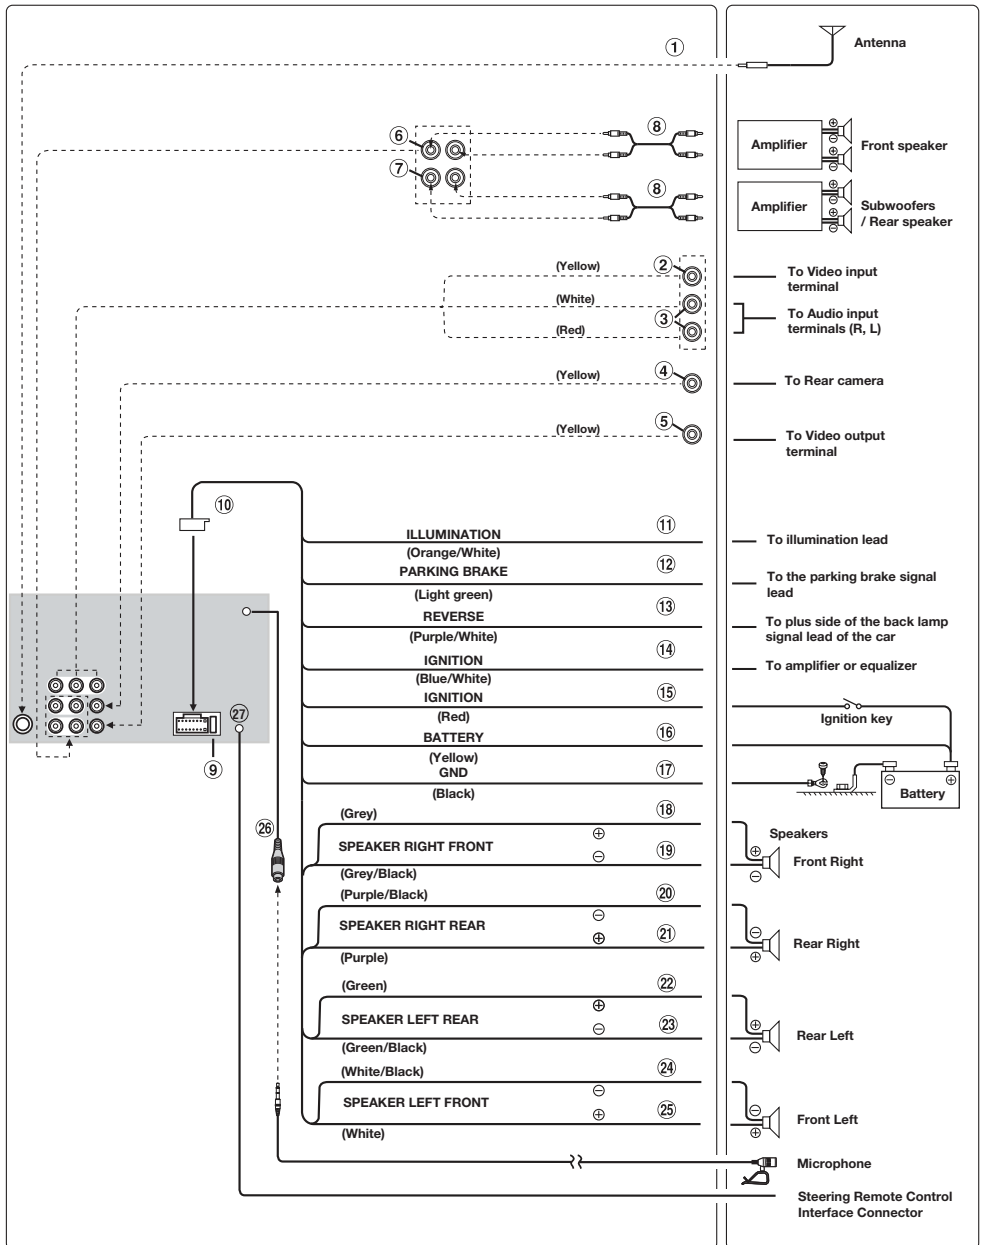 ①
Antenna
⑥
⑧
Amplifier
⊕
⊖
⊕
⊖
Front speaker
⑦
⑧
Amplifier
⊕
⊖
⊕
⊖
Subwoofers
/ Rear speaker
(Yellow)
②
To Video input
terminal
(White)
③
(Red)
To Audio input
terminals (R, L)
(Yellow)
④
To Rear camera
(Yellow)
⑤
To Video output
terminal
⑩
ILLUMINATION
⑪
(Orange/White)
To illumination lead
PARKING BRAKE
⑫
(Light green)
To the parking brake signal
lead
REVERSE
⑬
(Purple/White)
To plus side of the back lamp
signal lead of the car
IGNITION
⑭
(Blue/White)
To amplifier or equalizer
IGNITION
⑮
(Red)
Ignition key
BATTERY
⑯
(Yellow)
GND
⑰
(Black)
⊖
⊕
Battery
㉗
⑨
㉖
(Grey)
⑱
SPEAKER RIGHT FRONT
⊕
⊖
⑲
(Grey/Black)
Speakers
⊕
⊖
Front Right
(Purple/Black)
⑳
SPEAKER RIGHT REAR
⊖
⊕
㉑
(Purple)
⊖
⊕
Rear Right
(Green)
㉒
SPEAKER LEFT REAR
⊕
⊖
㉓
(Green/Black)
⊕
⊖
Rear Left
(White/Black)
㉔
SPEAKER LEFT FRONT
⊖
⊕
㉕
(White)
⊖
⊕
Front Left
Microphone
Steering Remote Control
Interface Connector